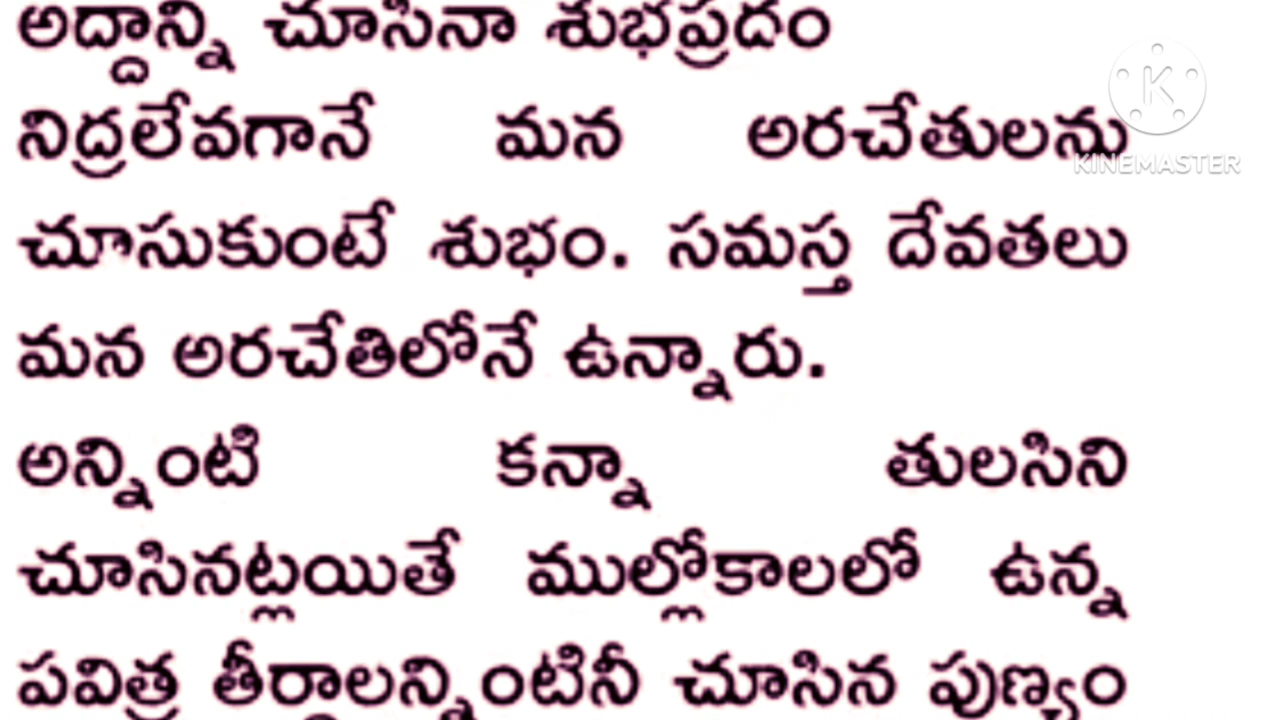 అద్దాన్ని చూసినా శుభప్రదం
నిద్రలేవగానే మన అరచేతులను
చూసుకుంటే శుభం. సమస్త దేవతలు
మన అరచేతిలోనే ఉన్నారు.
అన్నింటి కన్నా తులసిని
చూసినట్లయితే ముల్లోకాలలో ఉన్న
పవిత్ర తీర్థాలన్నింటినీ చూసిన పుణ్యం
K
KINEMASTER